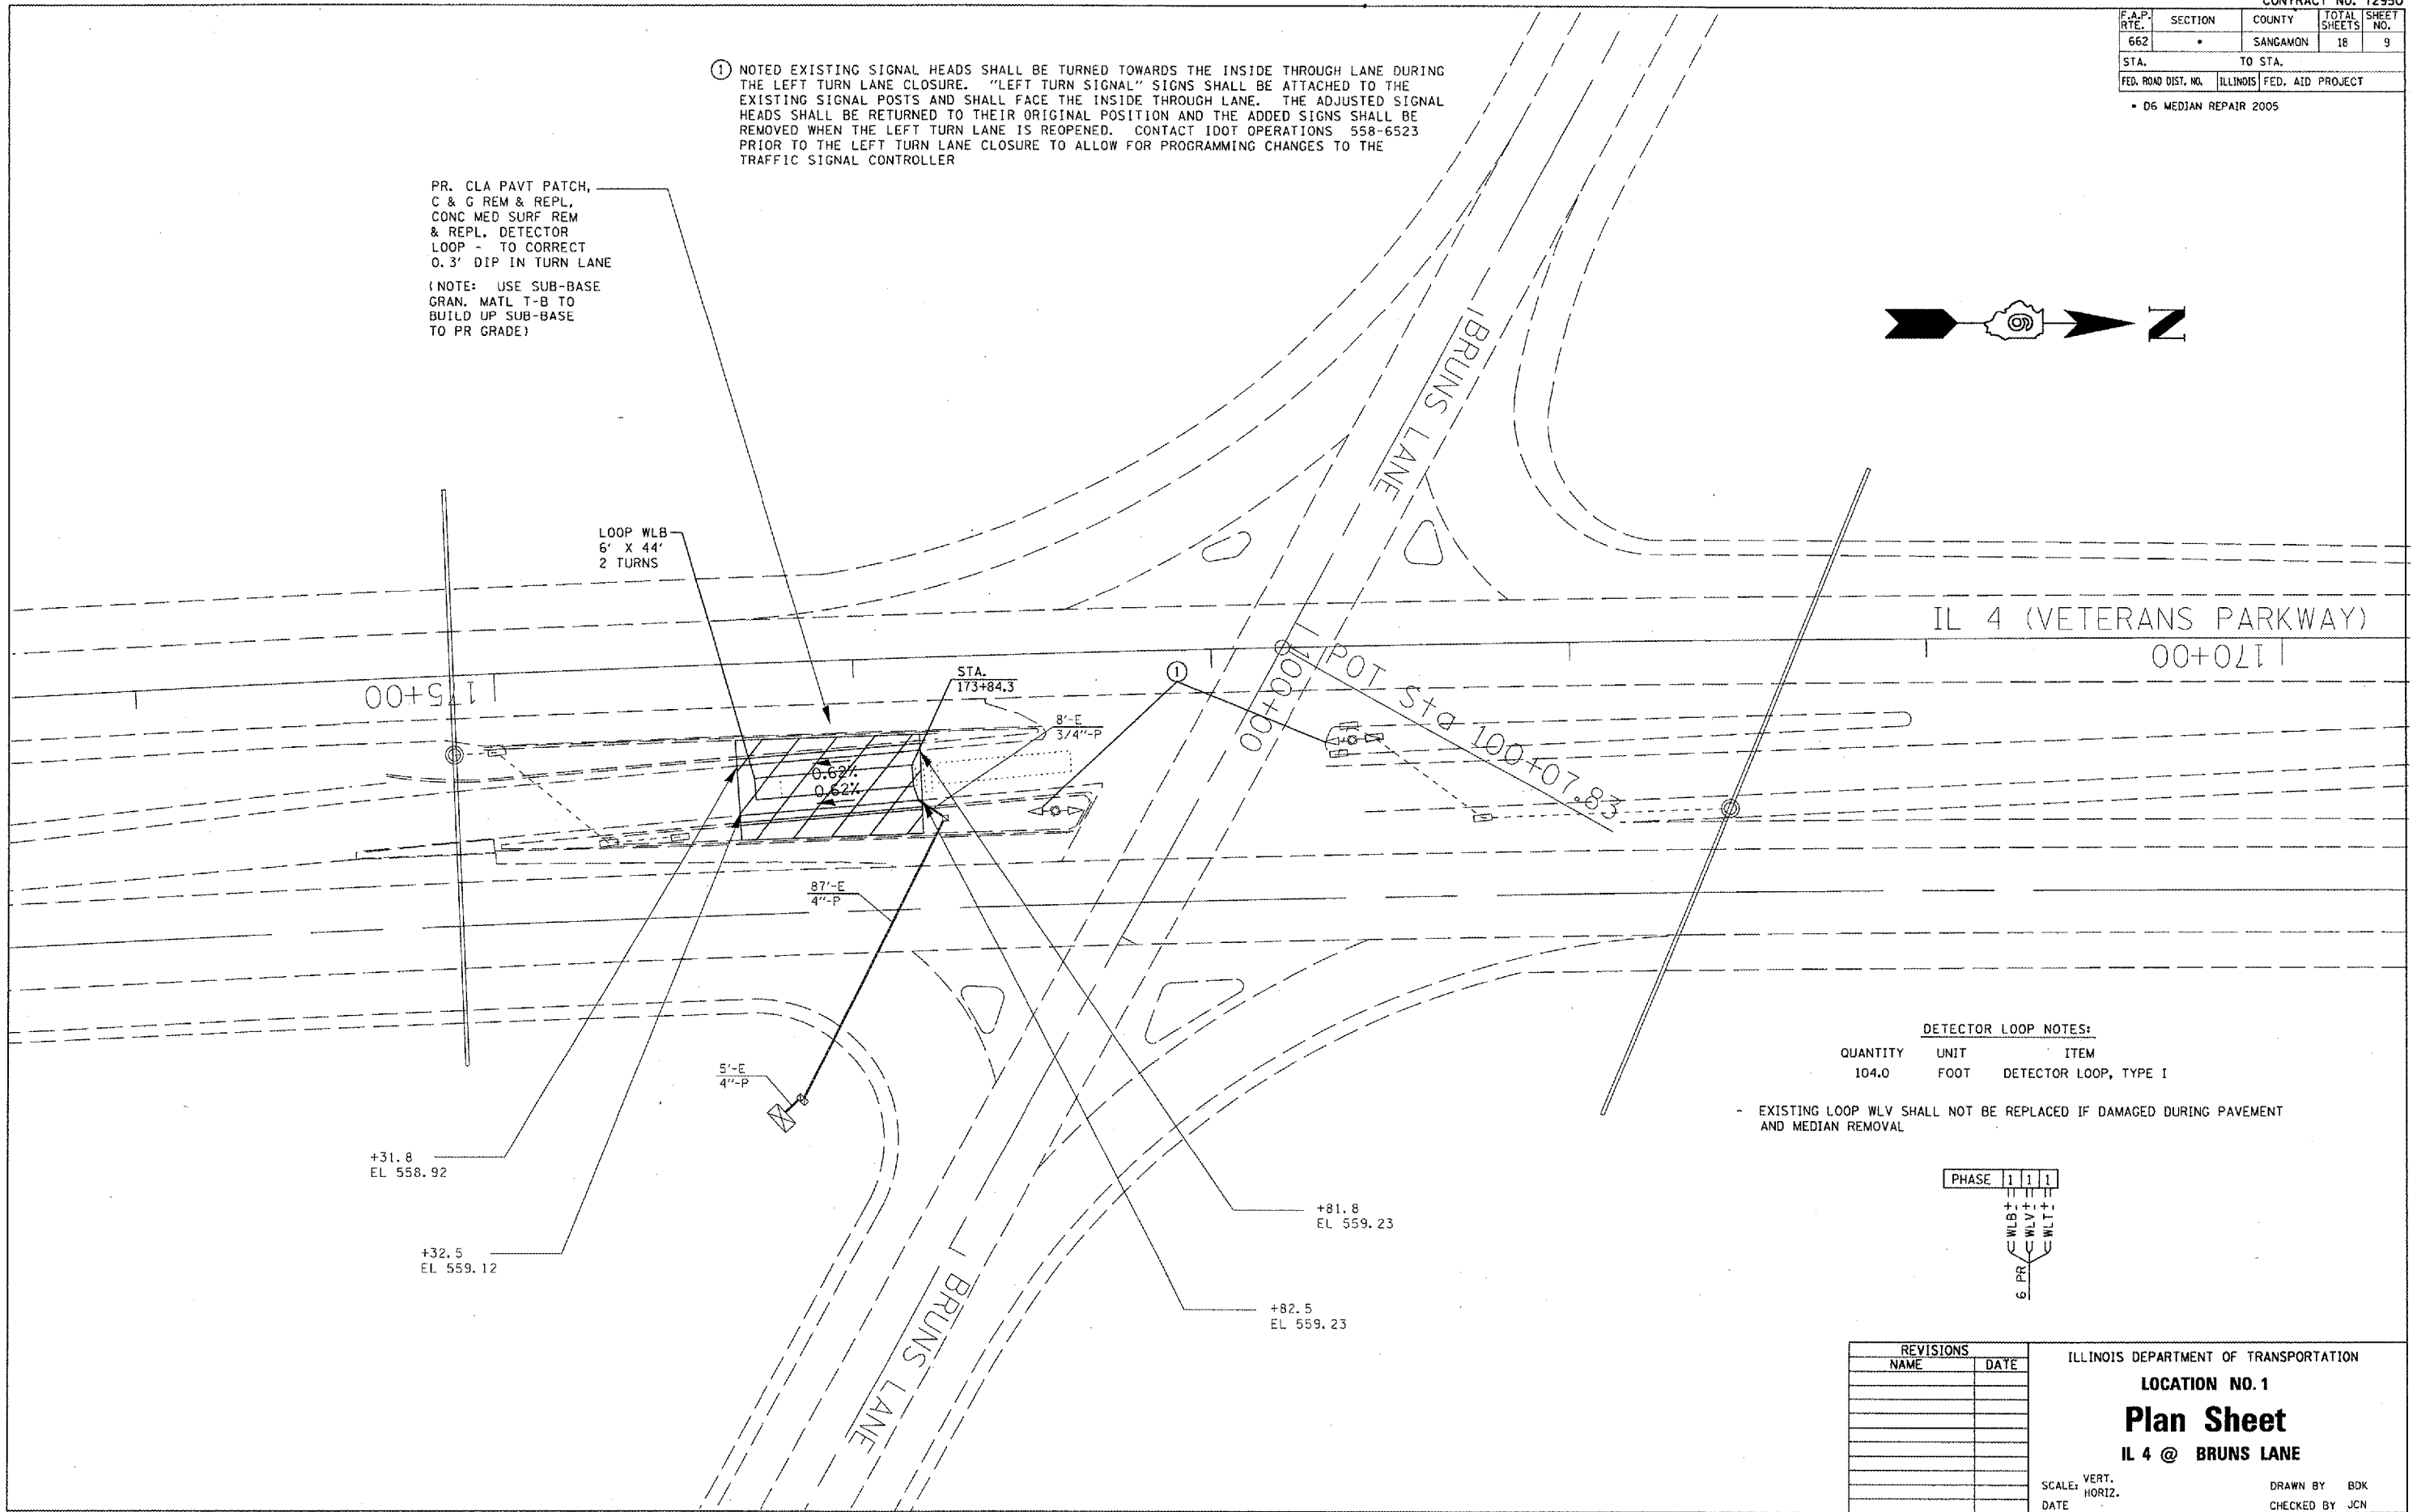 CONTRACT NO. 12950
F.A.P. RTE. SECTION COUNTY TOTAL SHEETS SHEET NO.
662 • SANGAMON 18 9
STA. TO STA.
FED. ROAD DIST. NO. ILLINOIS FED. AID PROJECT
• D6 MEDIAN REPAIR 2005
1 NOTED EXISTING SIGNAL HEADS SHALL BE TURNED TOWARDS THE INSIDE THROUGH LANE DURING
THE LEFT TURN LANE CLOSURE. "LEFT TURN SIGNAL" SIGNS SHALL BE ATTACHED TO THE
EXISTING SIGNAL POSTS AND SHALL FACE THE INSIDE THROUGH LANE. THE ADJUSTED SIGNAL
HEADS SHALL BE RETURNED TO THEIR ORIGINAL POSITION AND THE ADDED SIGNS SHALL BE
REMOVED WHEN THE LEFT TURN LANE IS REOPENED. CONTACT IDOT OPERATIONS 558-6523
PRIOR TO THE LEFT TURN LANE CLOSURE TO ALLOW FOR PROGRAMMING CHANGES TO THE
TRAFFIC SIGNAL CONTROLLER
PR. CLA PAVT PATCH,
C & G REM & REPL,
CONC MED SURF REM
& REPL, DETECTOR
LOOP - TO CORRECT
0.3' DIP IN TURN LANE
(NOTE: USE SUB-BASE
GRAN. MATL T-B TO
BUILD UP SUB-BASE
TO PR GRADE)
N
BRUNS LANE
LOOP WLB
6' X 44'
2 TURNS
IL 4 (VETERANS PARKWAY)
170+00
175+00
STA.
173+84.3
1
100+00
POT Sta 100+07.83
8'-E
3/4"-P
0.62%
0.62%
87'-E
4"-P
5'-E
4"-P
DETECTOR LOOP NOTES:
QUANTITY UNIT ITEM
104.0 FOOT DETECTOR LOOP, TYPE I
- EXISTING LOOP WLV SHALL NOT BE REPLACED IF DAMAGED DURING PAVEMENT
AND MEDIAN REMOVAL
+31.8
EL 558.92
+32.5
EL 559.12
+81.8
EL 559.23
+82.5
EL 559.23
PHASE 1 1 1
WLB+-
WLV+-
WLT+-
6 PR
BRUNS LANE
REVISIONS
NAME DATE
ILLINOIS DEPARTMENT OF TRANSPORTATION
LOCATION NO. 1
Plan Sheet
IL 4 @ BRUNS LANE
SCALE: VERT.
HORIZ.
DRAWN BY BDK
DATE
CHECKED BY JCN